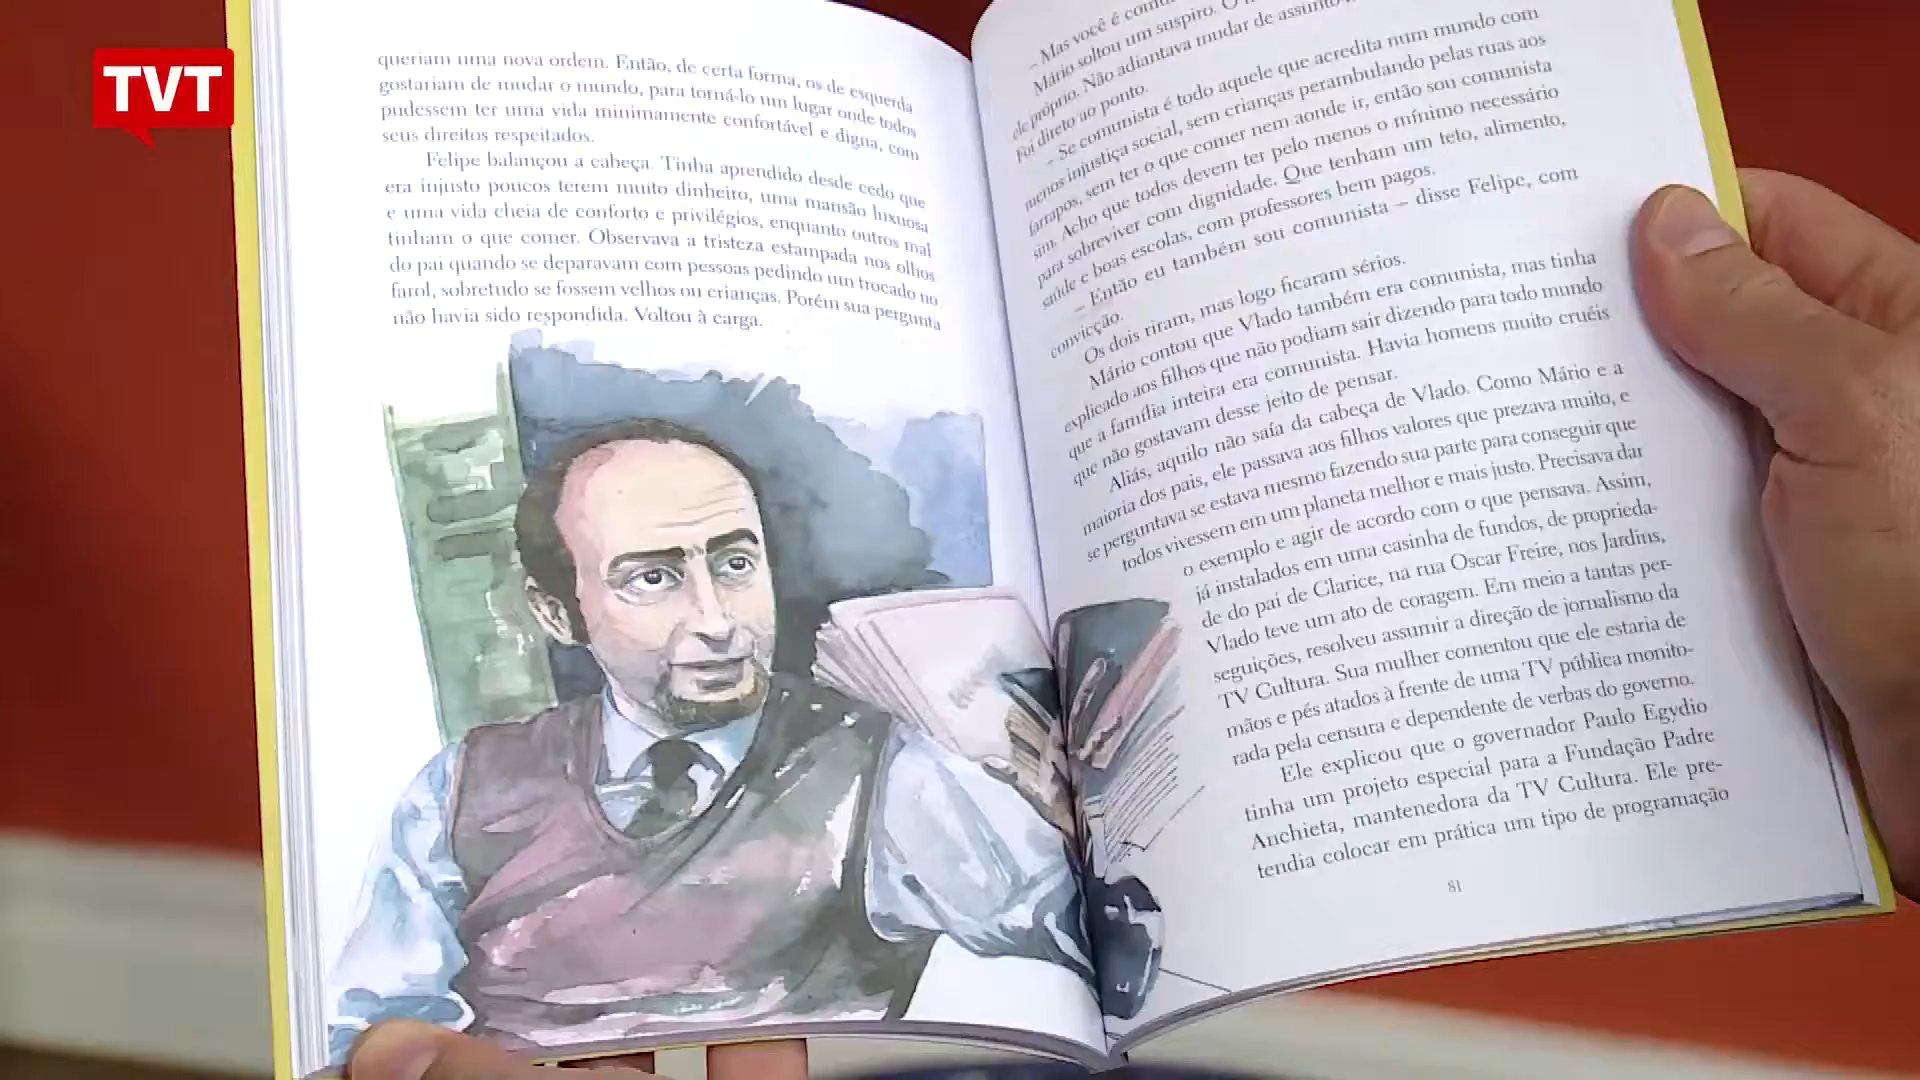 TVT
queriam uma nova ordem. Então, de certa forma, os de esquerda
gostariam de mudar o mundo, para torná-lo um lugar onde todos
pudessem ter uma vida minimamente confortável e digna, com
seus direitos respeitados.
Felipe balançou a cabeça. Tinha aprendido desde cedo que
era injusto poucos terem muito dinheiro, uma mansão luxuosa
e uma vida cheia de conforto e privilégios, enquanto outros mal
tinham o que comer. Observava a tristeza estampada nos olhos
do pai quando se deparavam com pessoas pedindo um trocado no
farol, sobretudo se fossem velhos ou crianças. Porém sua pergunta
não havia sido respondida. Voltou à carga.
– Mas você é
Mário soltou um suspiro. O
ele próprio. Não adiantava mudar de assunto
Foi direto ao ponto.
– Se comunista é todo aquele que acredita num mundo com
menos injustiça social, sem crianças perambulando pelas ruas aos
farrapos, sem ter o que comer nem aonde ir, então sou comunista
sim. Acho que todos devem ter pelo menos o mínimo necessário
para sobreviver com dignidade. Que tenham um teto, alimento,
saúde e boas escolas, com professores bem pagos.
– Então eu também sou comunista – disse Felipe, com
convicção.
Os dois riram, mas logo ficaram sérios.
Mário contou que Vlado também era comunista, mas tinha
explicado aos filhos que não podiam sair dizendo para todo mundo
que a família inteira era comunista. Havia homens muito cruéis
que não gostavam desse jeito de pensar.
Aliás, aquilo não saía da cabeça de Vlado. Como Mário e a
maioria dos pais, ele passava aos filhos valores que prezava muito, e
se perguntava se estava mesmo fazendo sua parte para conseguir que
todos vivessem em um planeta melhor e mais justo. Precisava dar
o exemplo e agir de acordo com o que pensava. Assim,
já instalados em uma casinha de fundos, de proprieda-
de do pai de Clarice, na rua Oscar Freire, nos Jardins,
Vlado teve um ato de coragem. Em meio a tantas per-
seguições, resolveu assumir a direção de jornalismo da
TV Cultura. Sua mulher comentou que ele estaria de
mãos e pés atados à frente de uma TV pública monito-
rada pela censura e dependente de verbas do governo.
Ele explicou que o governador Paulo Egydio
tinha um projeto especial para a Fundação Padre
Anchieta, mantenedora da TV Cultura. Ele pre-
tendia colocar em prática um tipo de programação
81